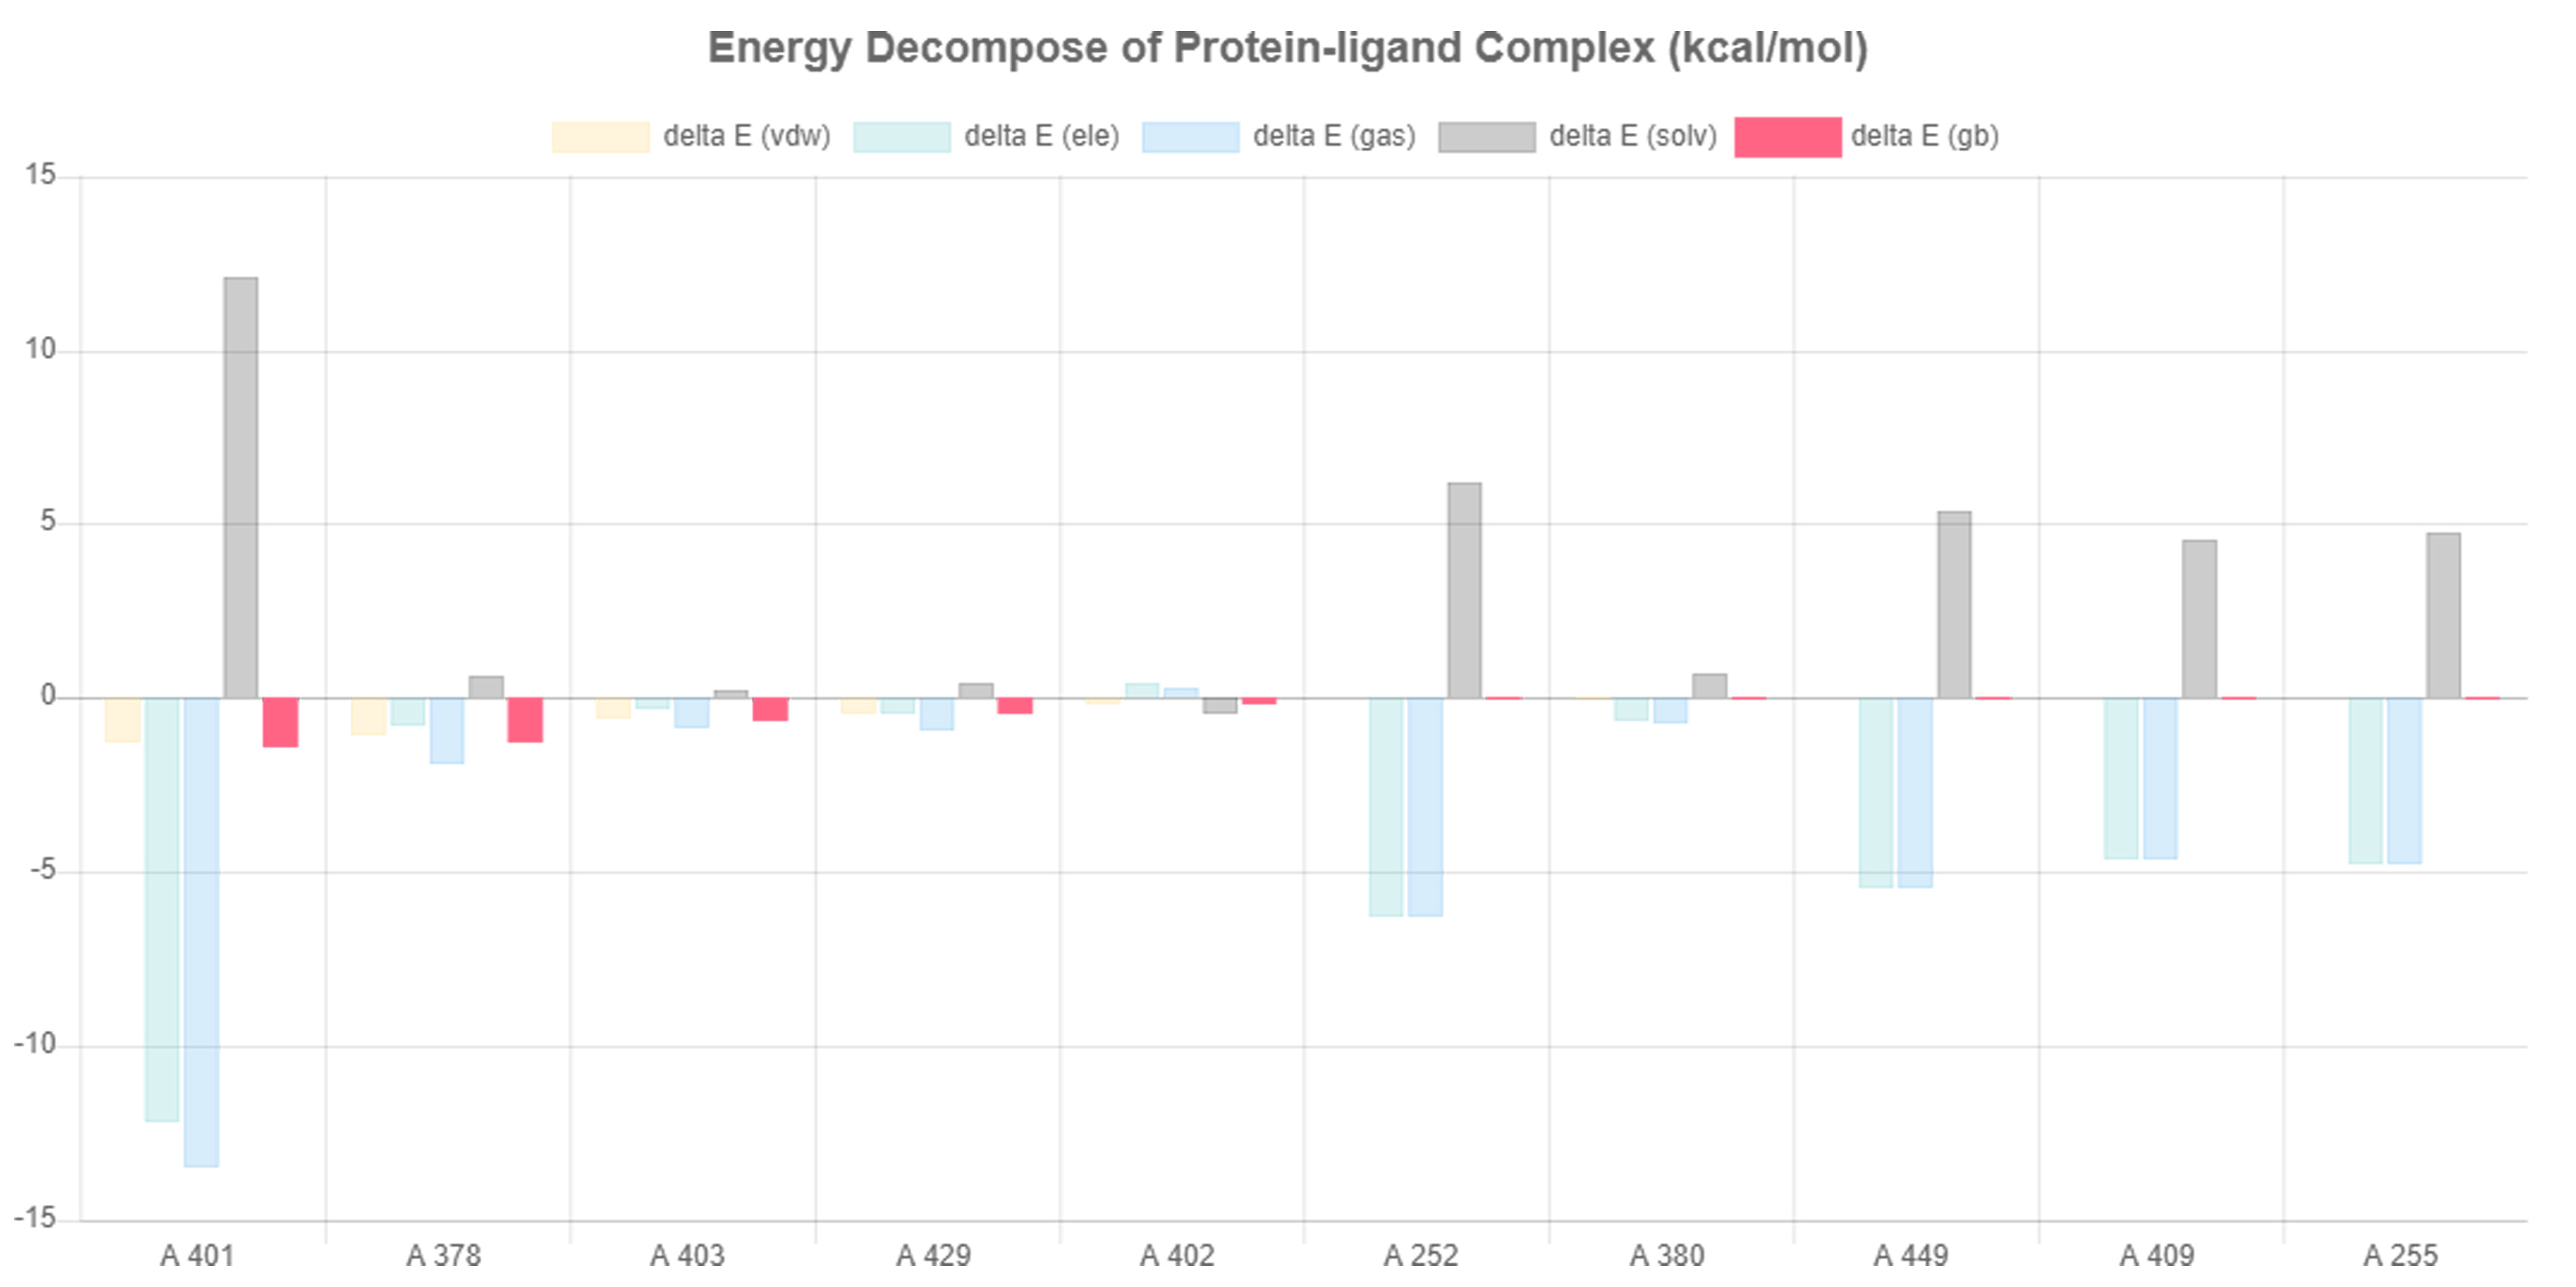 Energy Decompose of Protein-ligand Complex (kcal/mol)
delta E (vdw) delta E (ele) delta E (gas) delta E (solv) delta E (gb)
15
10
5
0
-5
-10
-15
A 401 A 378 A 403 A 429 A 402 A 252 A 380 A 449 A 409 A 255